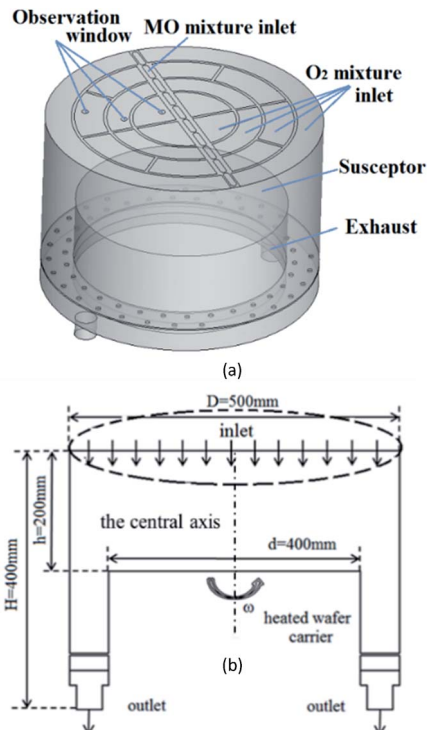 Observation
window
MO mixture inlet
O₂ mixture
inlet
Susceptor
Exhaust
(a)
D=500mm
inlet
h=200mm
H=400mm
the central axis
d=400mm
ω
heated wafer
carrier
(b)
outlet
outlet